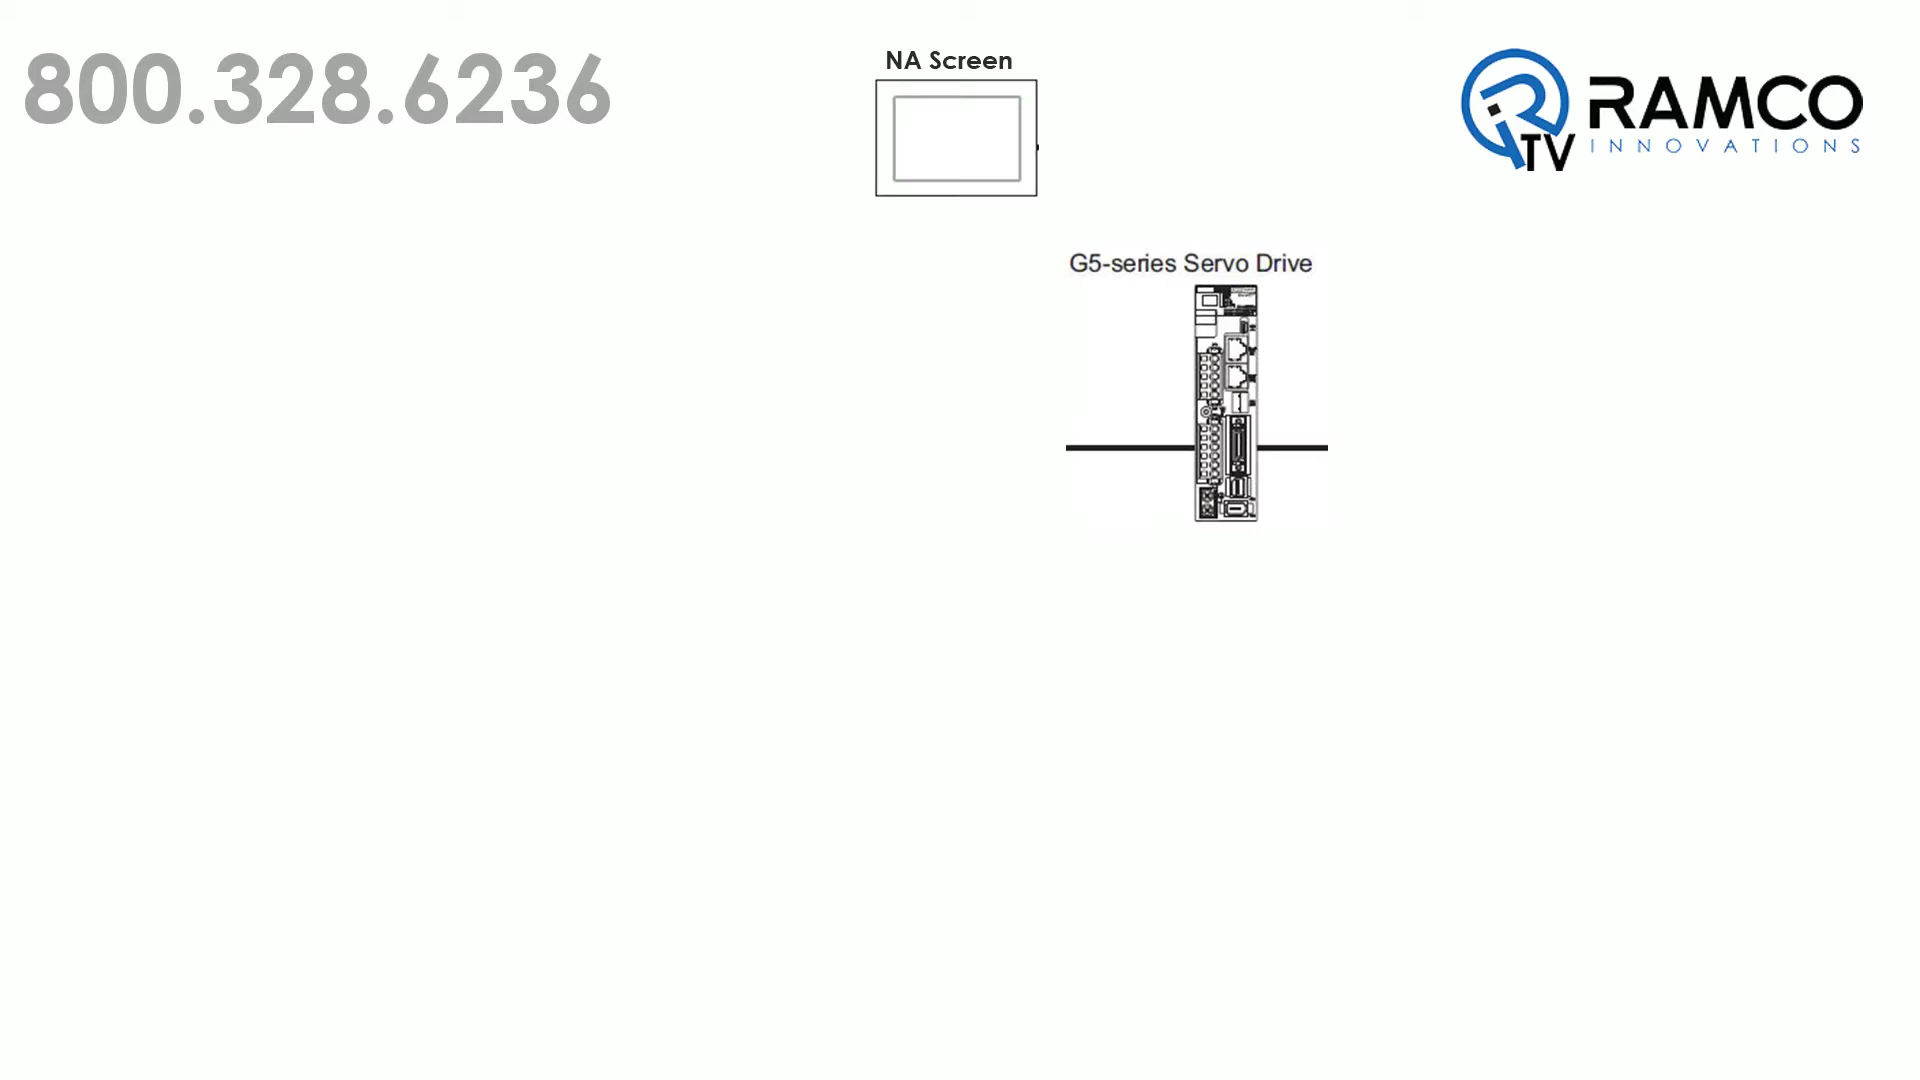 800.328.6236
NA Screen
TV
RAMCO
INNOVATIONS
G5-series Servo Drive